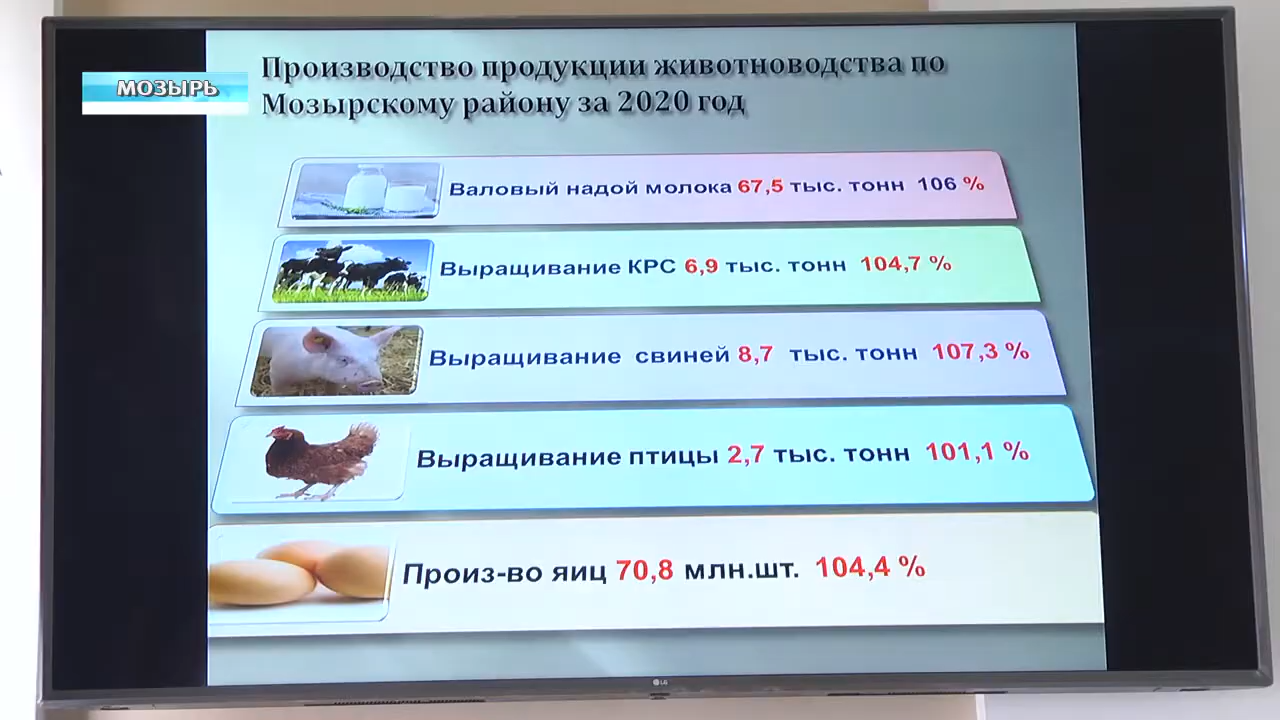 МОЗЫРЬ
Производство продукции животноводства по
Мозырскому району за 2020 год
Валовый надой молока 67,5 тыс. тонн 106 %
Выращивание КРС 6,9 тыс. тонн 104,7 %
Выращивание свиней 8,7 тыс. тонн 107,3 %
Выращивание птицы 2,7 тыс. тонн 101,1 %
Произ-во яиц 70,8 млн.шт. 104,4 %
LG